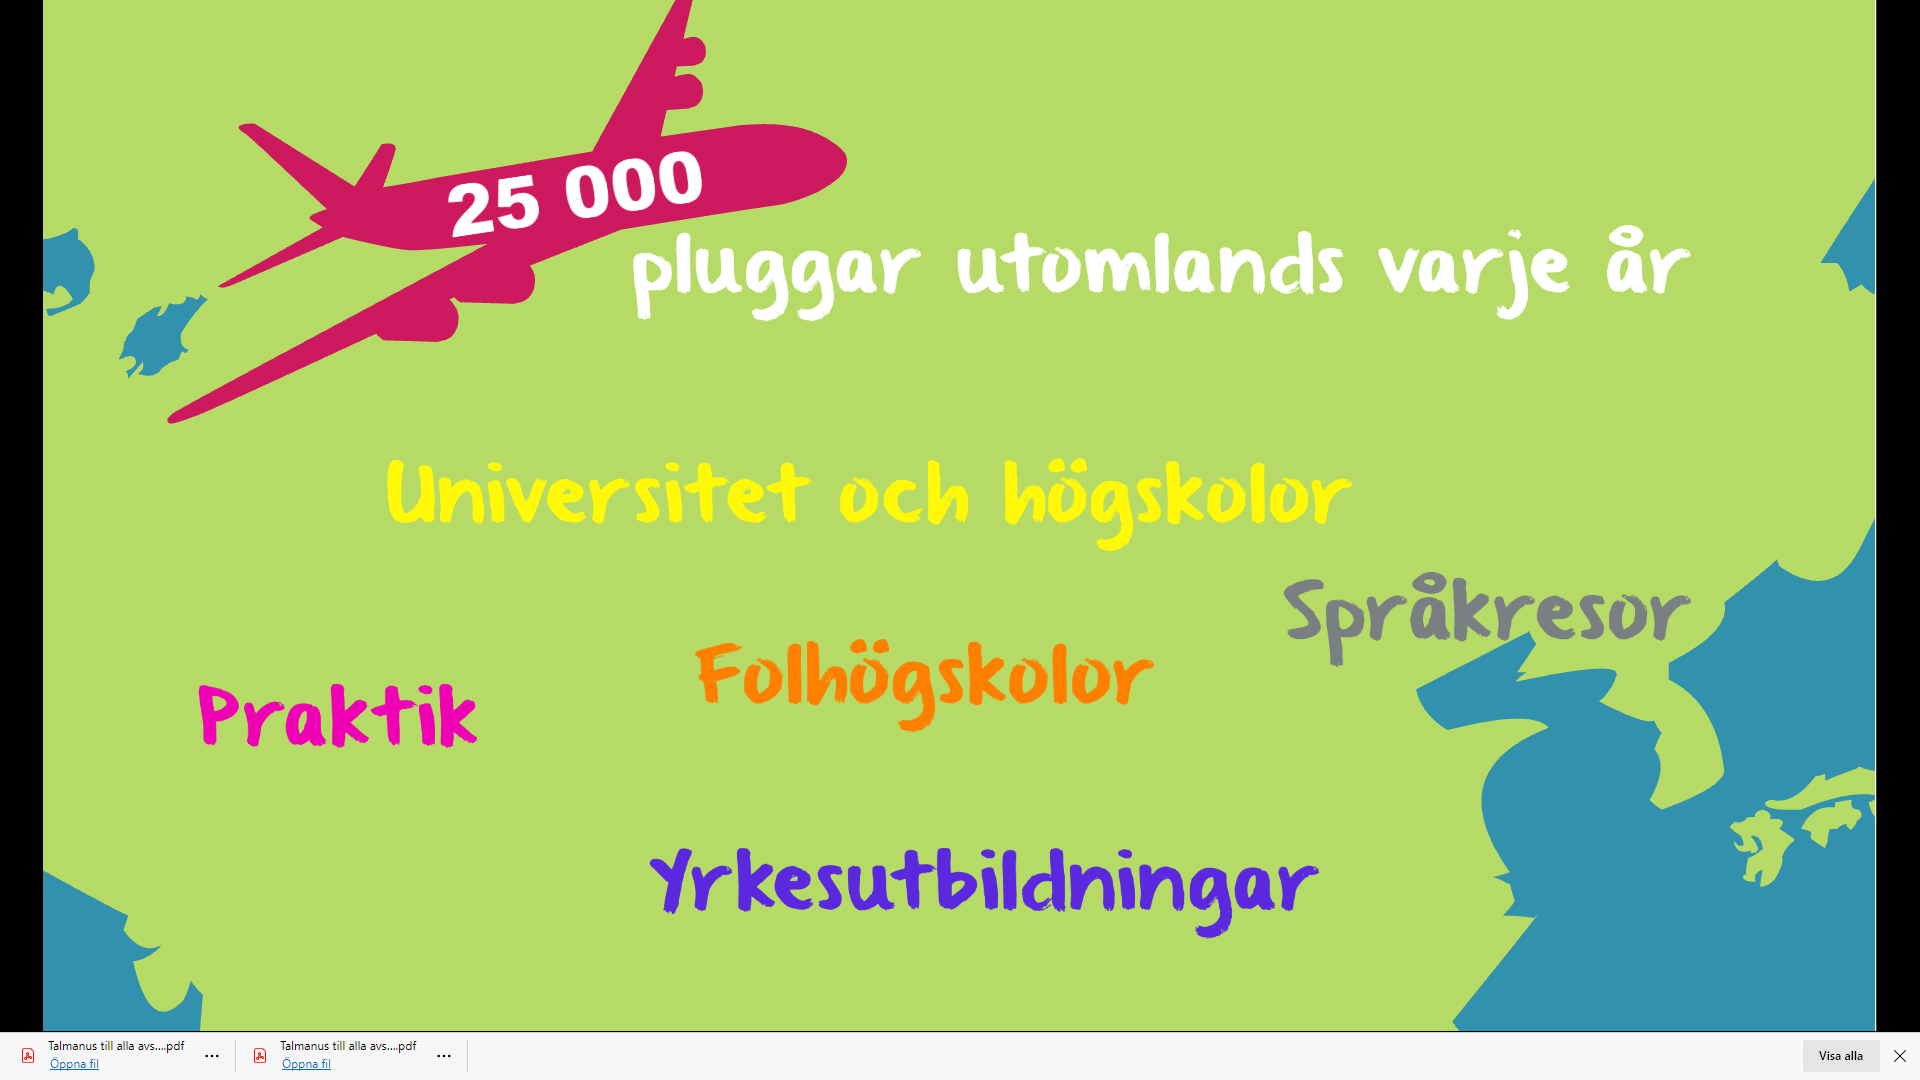 25 000
pluggar utomlands varje år
Universitet och högskolor
Språkresor
Folhögskolor
Praktik
Yrkesutbildningar
Talmanus till alla avs....pdf
Öppna fil
Talmanus till alla avs....pdf
Öppna fil
Visa alla